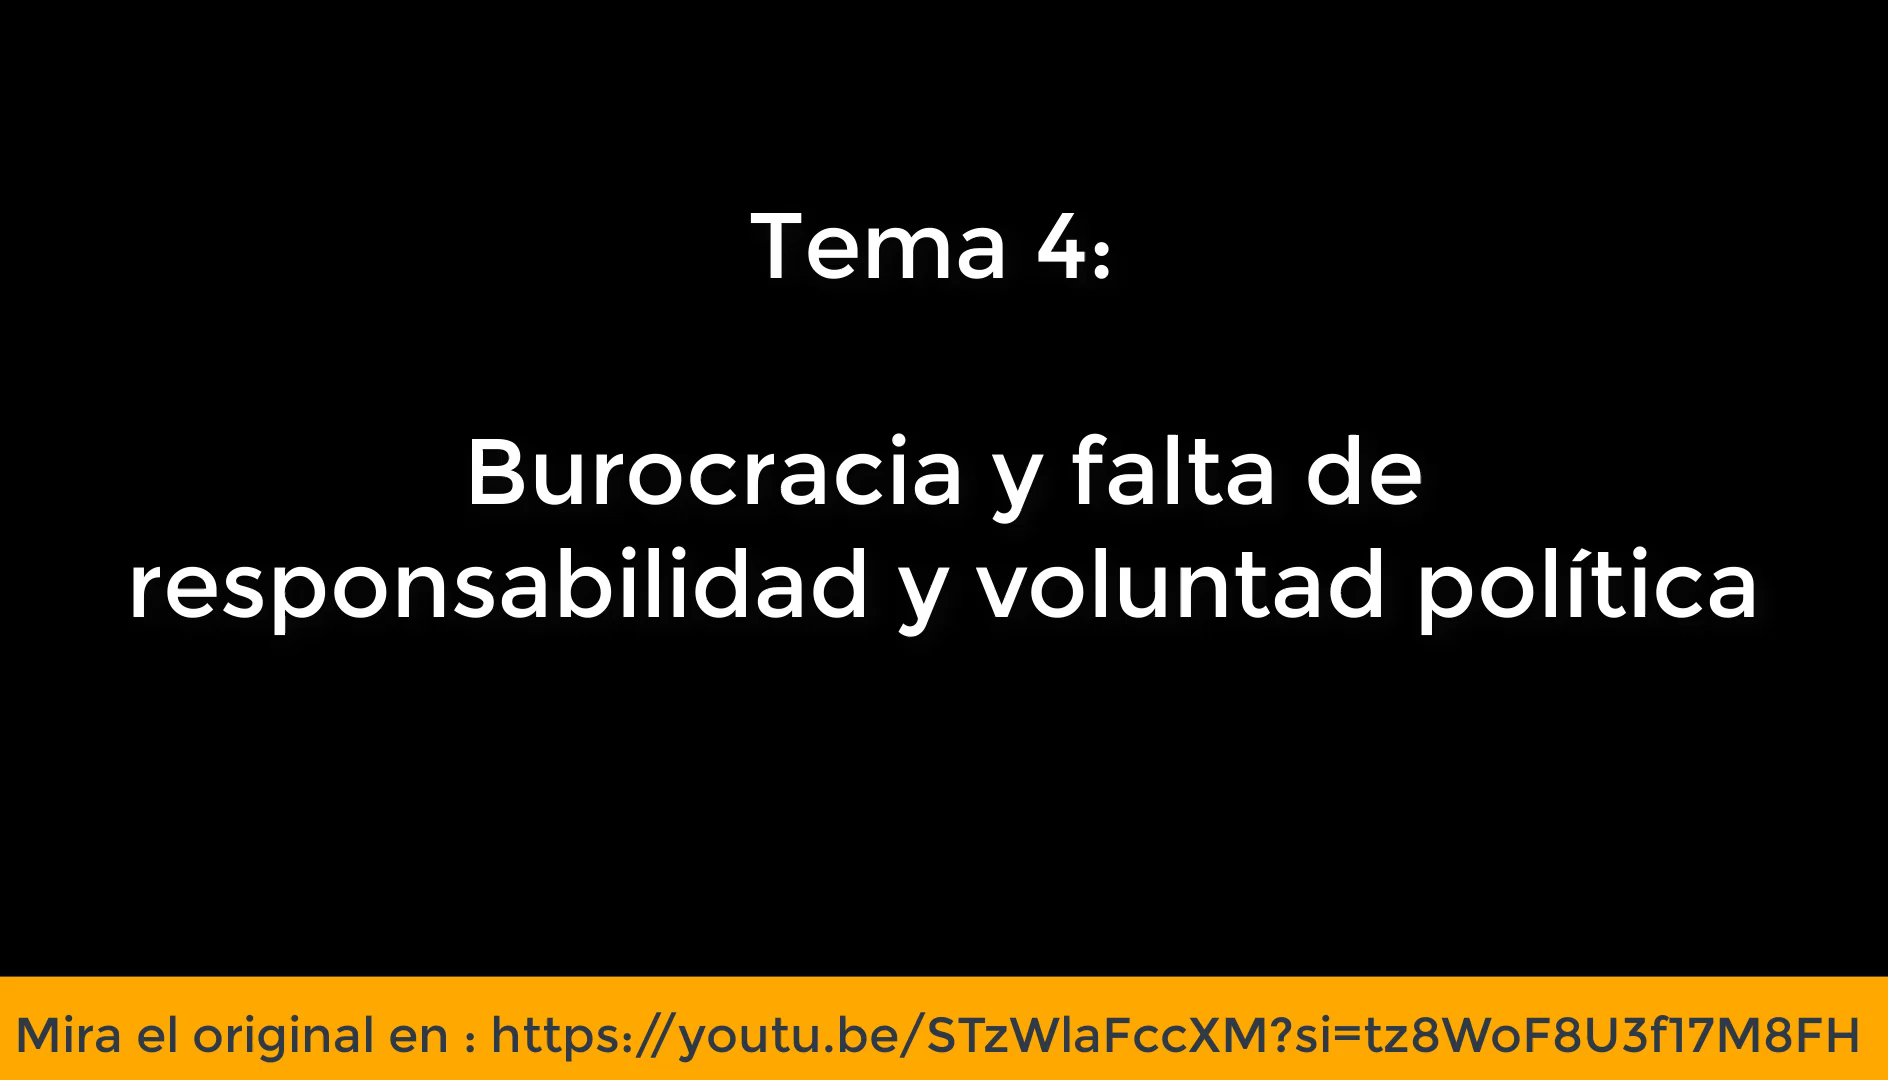 Tema 4:
Burocracia y falta de
responsabilidad y voluntad política
Mira el original en : https://youtu.be/STzWlaFccXM?si=tz8WoF8U3f17M8FH